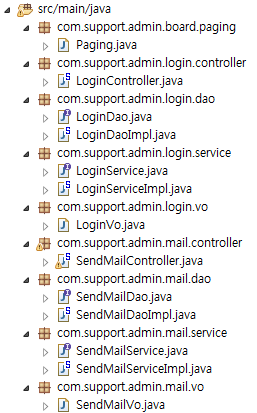 src/main/java
com.support.admin.board.paging
Paging.java
com.support.admin.login.controller
LoginController.java
com.support.admin.login.dao
LoginDao.java
LoginDaoImpl.java
com.support.admin.login.service
LoginService.java
LoginServiceImpl.java
com.support.admin.login.vo
LoginVo.java
com.support.admin.mail.controller
SendMailController.java
com.support.admin.mail.dao
SendMailDao.java
SendMailDaoImpl.java
com.support.admin.mail.service
SendMailService.java
SendMailServiceImpl.java
com.support.admin.mail.vo
SendMailVo.java